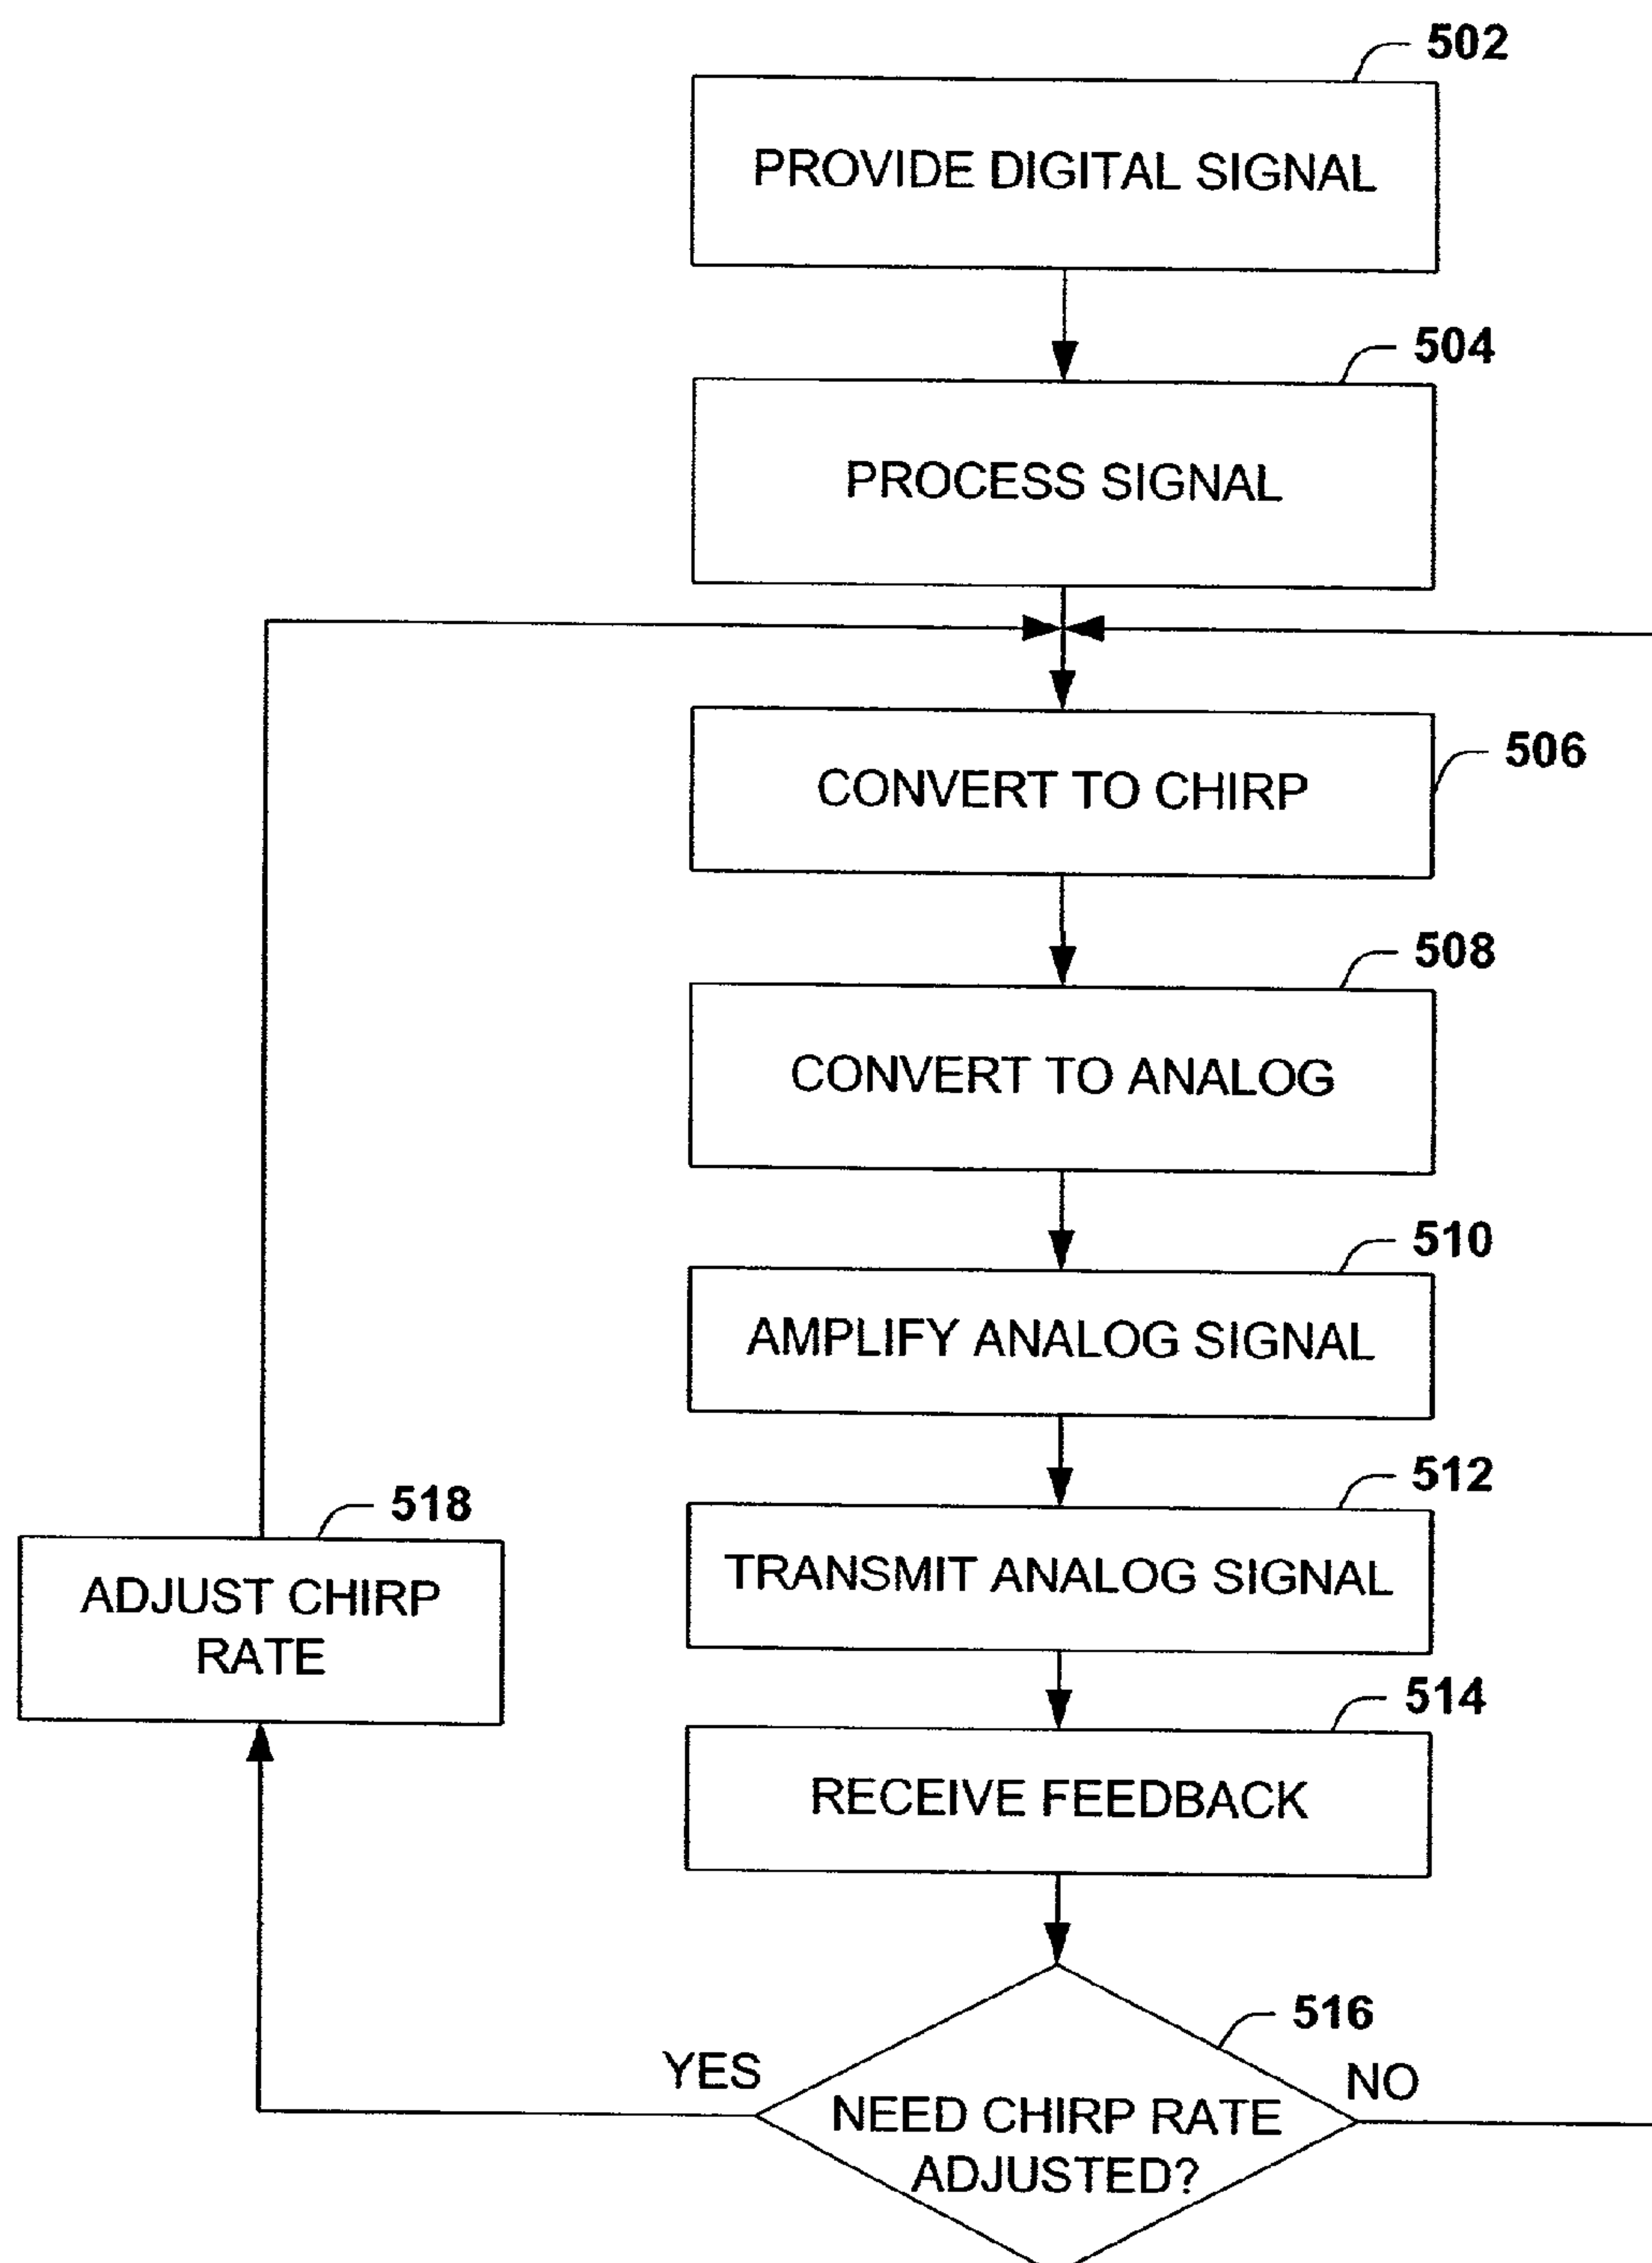 502
PROVIDE DIGITAL SIGNAL
504
PROCESS SIGNAL
506
CONVERT TO CHIRP
508
CONVERT TO ANALOG
510
AMPLIFY ANALOG SIGNAL
512
TRANSMIT ANALOG SIGNAL
518
ADJUST CHIRP
RATE
514
RECEIVE FEEDBACK
516
YES
NO
NEED CHIRP RATE
ADJUSTED?